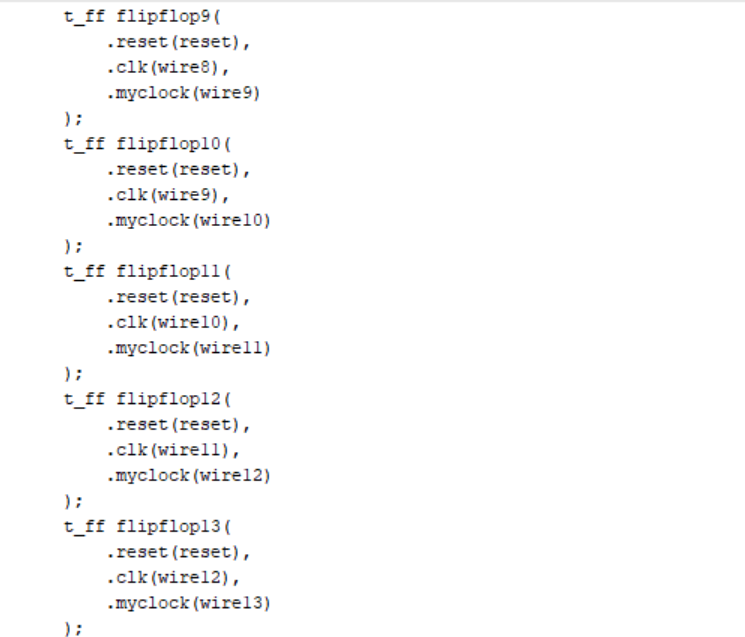 t_ff flipflop9(
.reset(reset),
.clk(wire8),
.myclock(wire9)
);
t_ff flipflop10(
.reset(reset),
.clk(wire9),
.myclock(wire10)
);
t_ff flipflop11(
.reset(reset),
.clk(wire10),
.myclock(wire11)
);
t_ff flipflop12(
.reset(reset),
.clk(wire11),
.myclock(wire12)
);
t_ff flipflop13(
.reset(reset),
.clk(wire12),
.myclock(wire13)
);